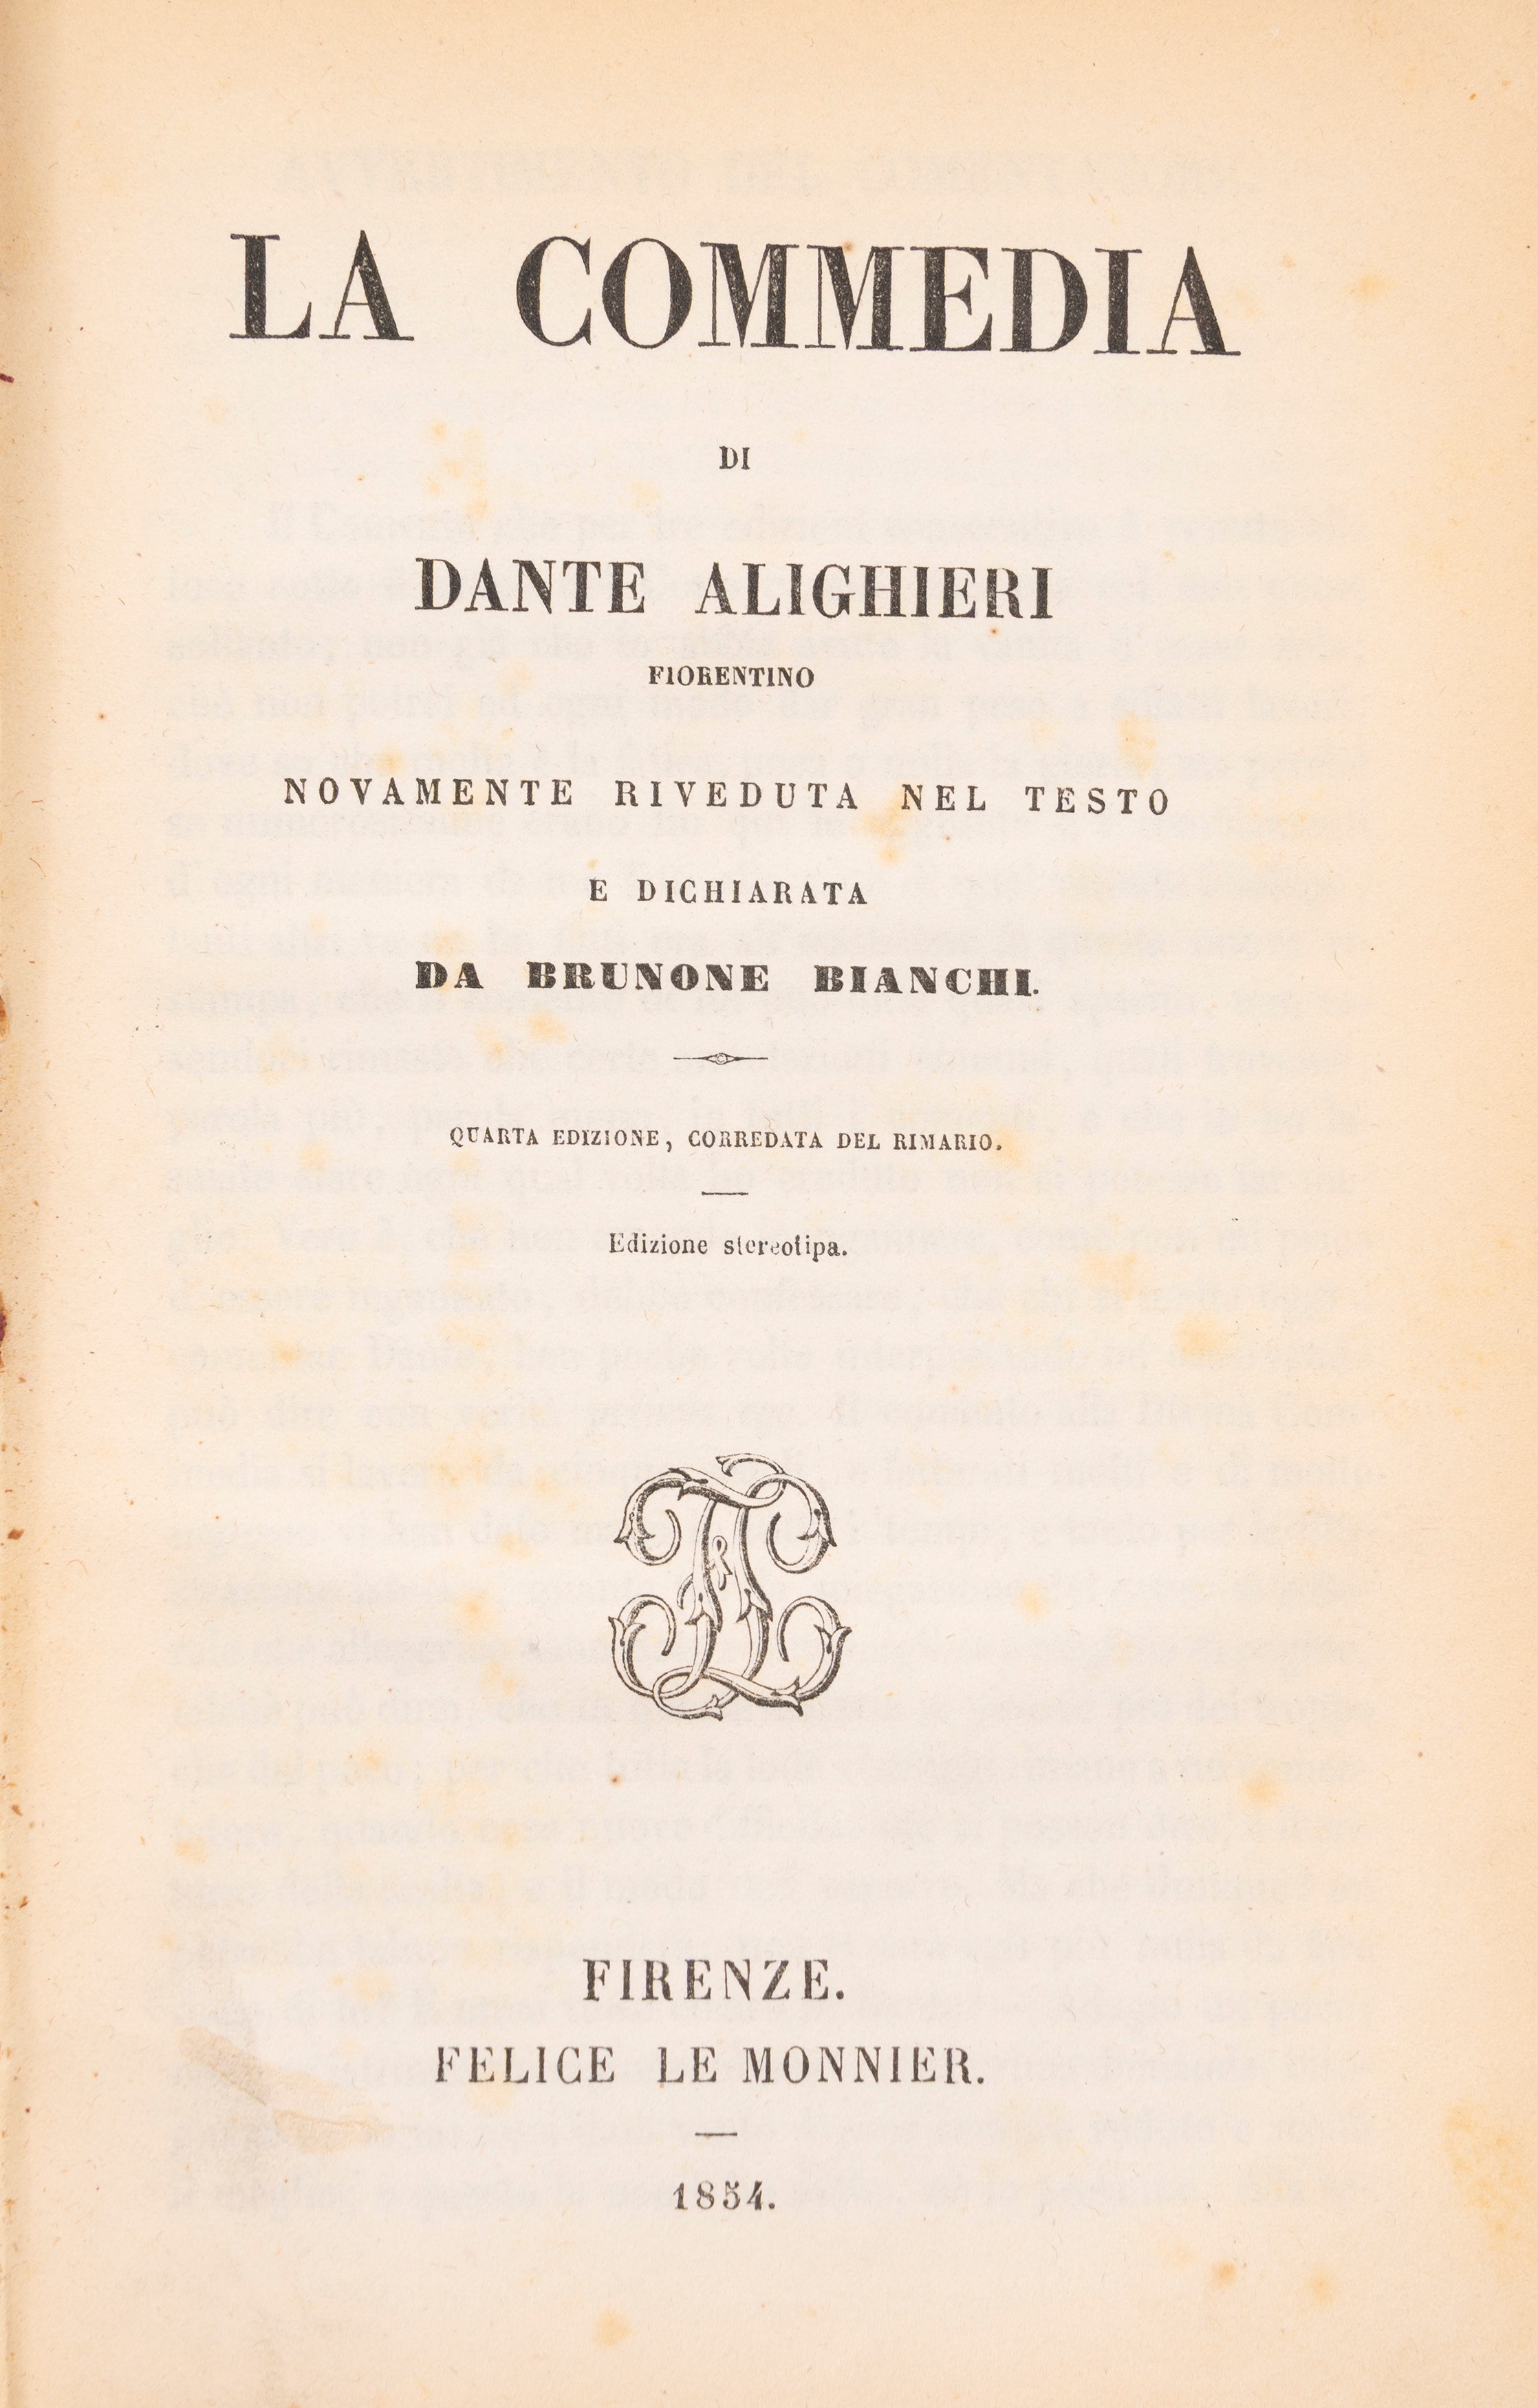 LA COMMEDIA
DI
DANTE ALIGHIERI
FIORENTINO
NOVAMENTE RIVEDUTA NEL TESTO
E DICHIARATA
DA BRUNONE BIANCHI.
QUARTA EDIZIONE, CORREDATA DEL RIMARIO.
Edizione stereotipa.
FIRENZE.
FELICE LE MONNIER.
1854.